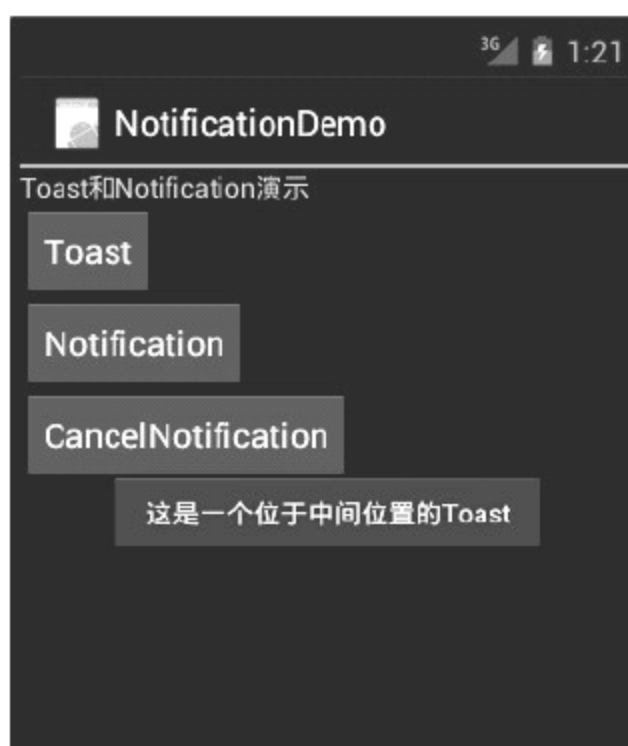 3G 1:21
NotificationDemo
Toast和Notification演示
Toast
Notification
CancelNotification
这是一个位于中间位置的Toast